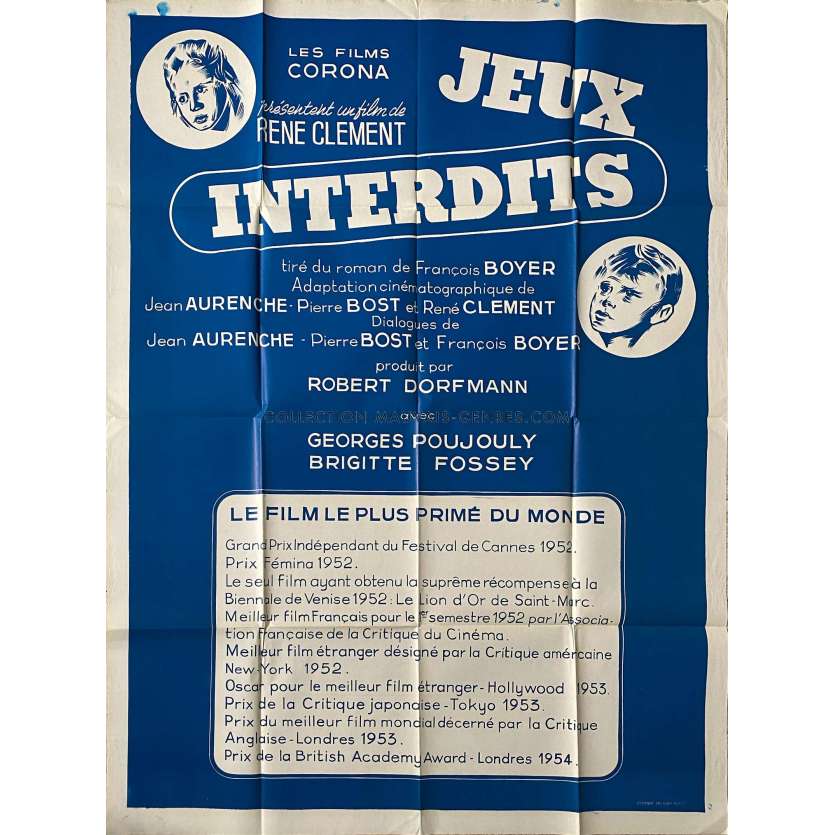 LES FILMS
CORONA
présentent un film de
RENE CLEMENT
JEUX
INTERDITS
tiré du roman de François BOYER
Adaptation cinématographique de
Jean AURENCHE - Pierre BOST et René CLEMENT
Dialogues de
Jean AURENCHE - Pierre BOST et François BOYER
produit par
ROBERT DORFMANN
avec
COLLECTION MAUVAIS-GENRES.COM
GEORGES POUJOULY
BRIGITTE FOSSEY
LE FILM LE PLUS PRIMÉ DU MONDE
Grand Prix Indépendant du Festival de Cannes 1952.
Prix Fémina 1952.
Le seul film ayant obtenu la suprême récompense à la
Biennale de Venise 1952: Le Lion d'Or de Saint-Marc.
Meilleur film Français pour le 1er semestre 1952 par l'Associa-
tion Française de la Critique du Cinéma.
Meilleur film étranger désigné par la Critique américaine
New-York 1952.
Oscar pour le meilleur film étranger - Hollywood 1953.
Prix de la Critique japonaise - Tokyo 1953.
Prix du meilleur film mondial décerné par la Critique
Anglaise - Londres 1953.
Prix de la British Academy Award - Londres 1954.